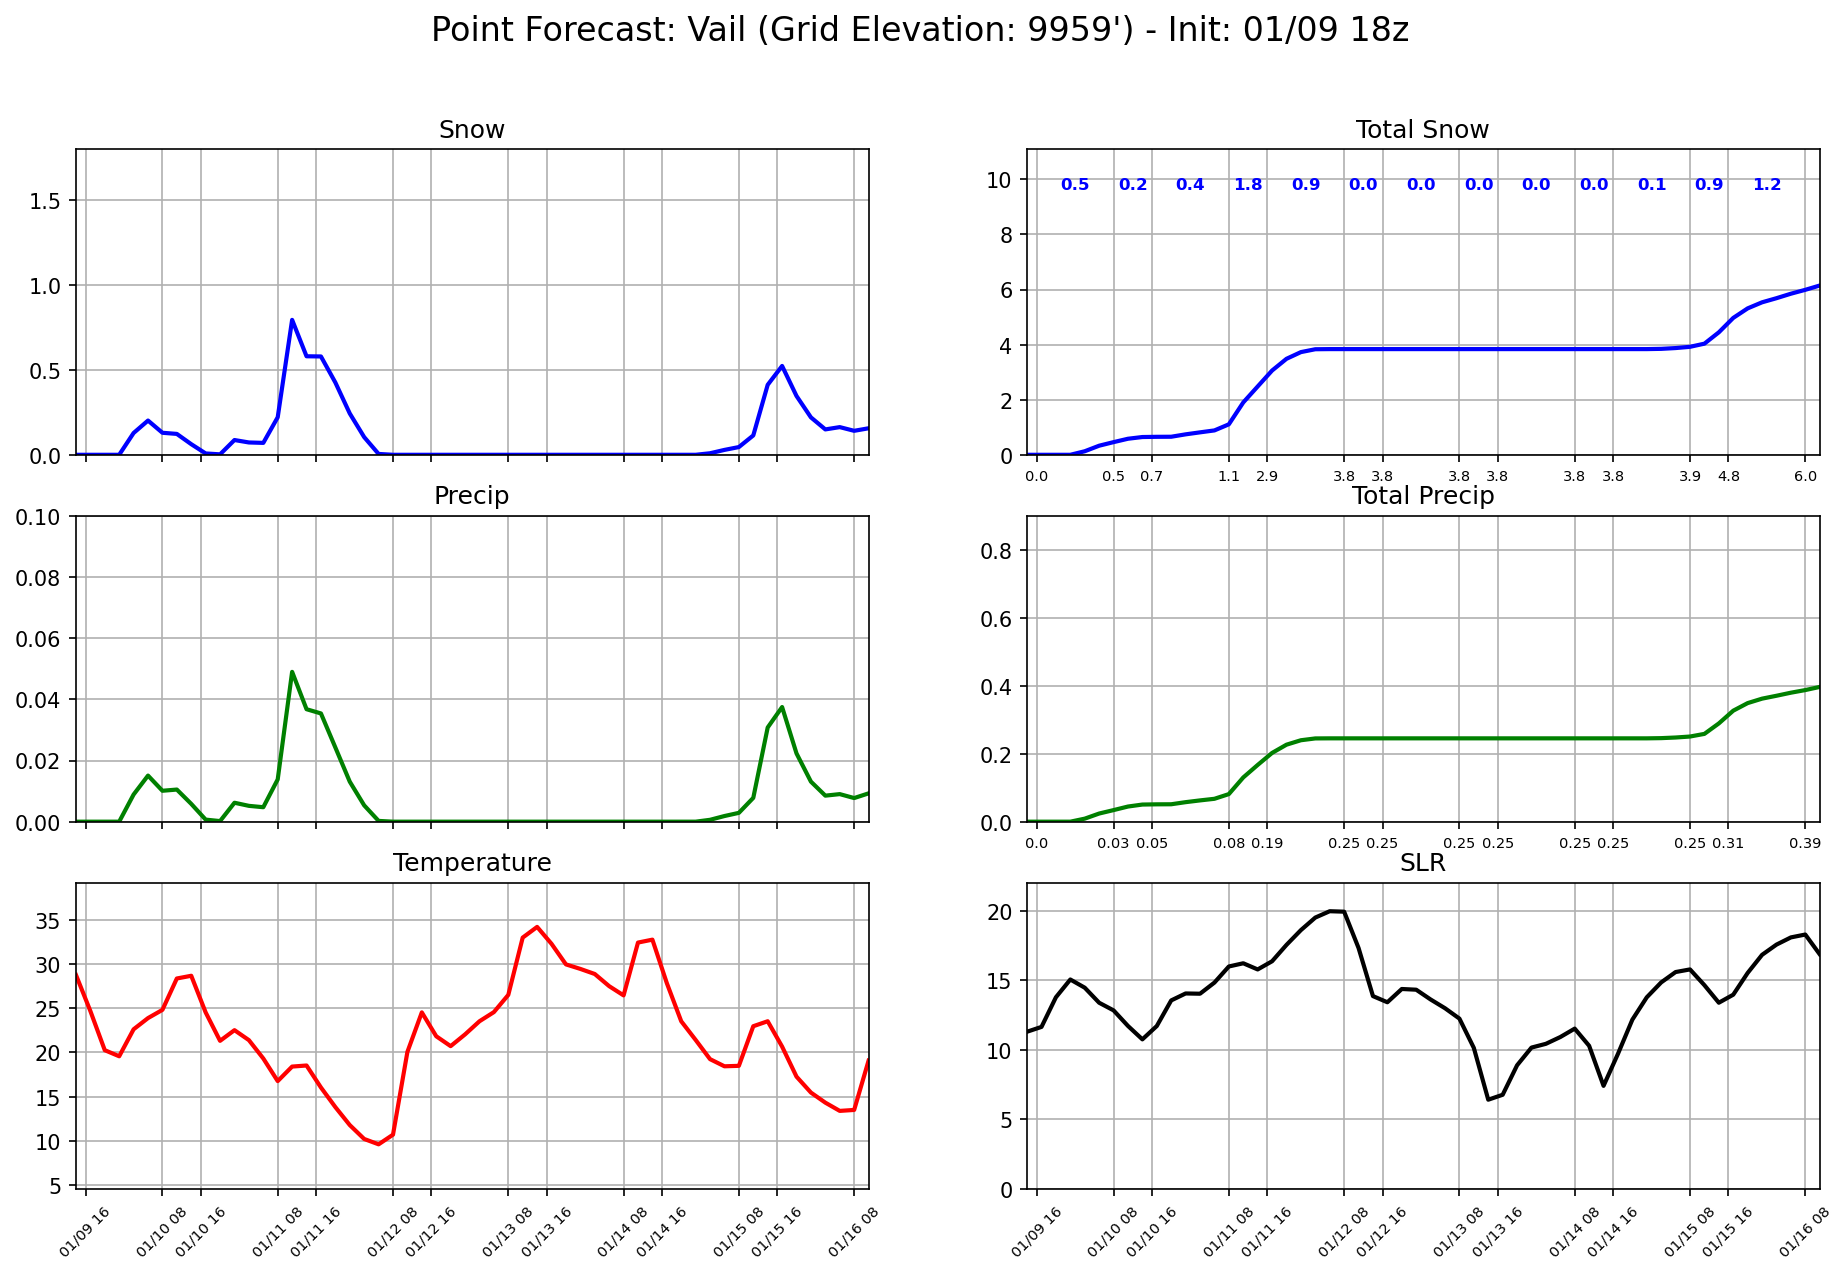 Point Forecast: Vail (Grid Elevation: 9959') - Init: 01/09 18z
Snow
1.5
1.0
0.5
0.0
Total Snow
10
8
6
4
2
0
0.5 0.2 0.4 1.8 0.9 0.0 0.0 0.0 0.0 0.0 0.1 0.9 1.2
0.0 0.5 0.7 1.1 2.9 3.8 3.8 3.8 3.8 3.8 3.8 3.9 4.8 6.0
Precip
0.10
0.08
0.06
0.04
0.02
0.00
Total Precip
0.8
0.6
0.4
0.2
0.0
0.0 0.03 0.05 0.08 0.19 0.25 0.25 0.25 0.25 0.25 0.25 0.25 0.31 0.39
Temperature
35
30
25
20
15
10
5
01/09 16 01/10 08 01/10 16 01/11 08 01/11 16 01/12 08 01/12 16 01/13 08 01/13 16 01/14 08 01/14 16 01/15 08 01/15 16 01/16 08
SLR
20
15
10
5
0
01/09 16 01/10 08 01/10 16 01/11 08 01/11 16 01/12 08 01/12 16 01/13 08 01/13 16 01/14 08 01/14 16 01/15 08 01/15 16 01/16 08